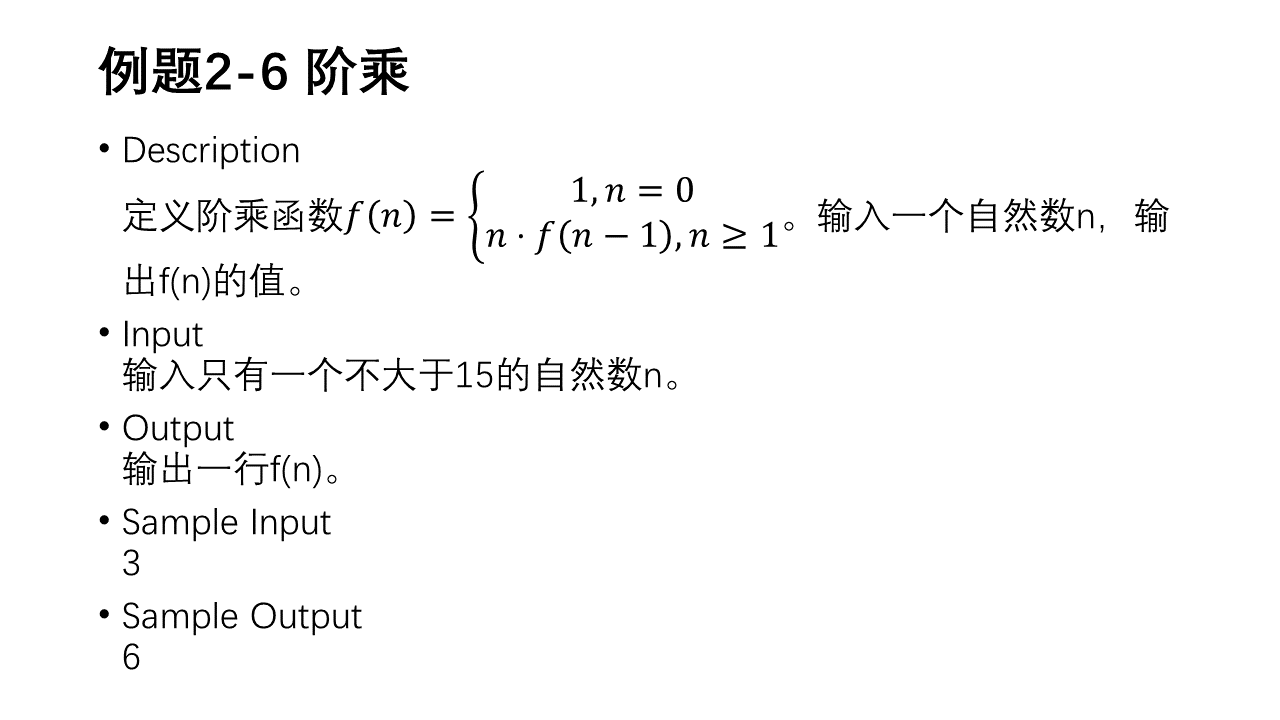 例题2-6 阶乘
• Description
定义阶乘函数f(n) = { 1, n = 0
n · f(n − 1), n ≥ 1 。输入一个自然数n，输
出f(n)的值。
• Input
输入只有一个不大于15的自然数n。
• Output
输出一行f(n)。
• Sample Input
3
• Sample Output
6